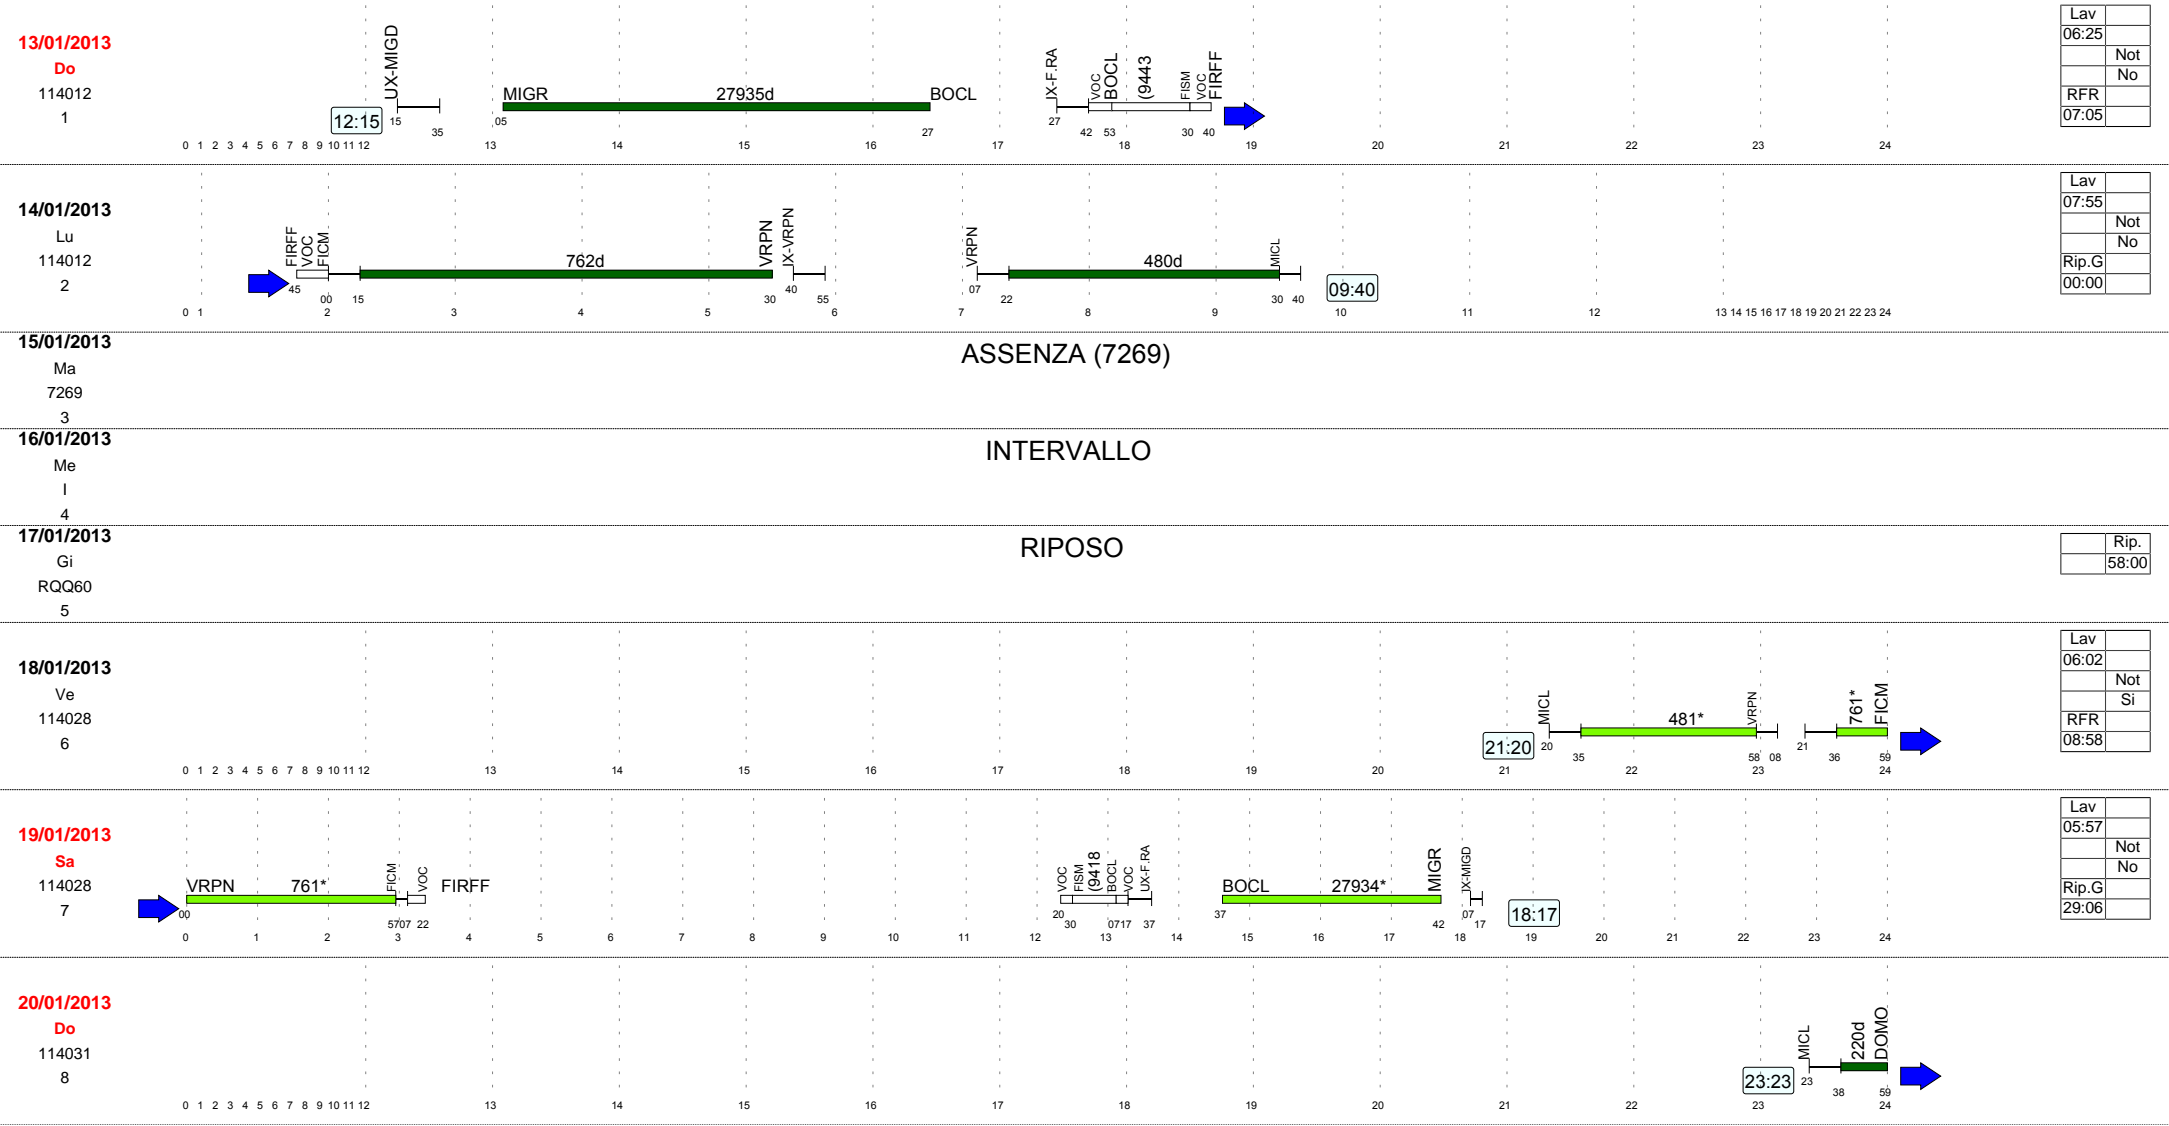 13/01/2013
Do
114012
1
12:15
UX-MIGD
15 35
MIGR 27935d BOCL
05 27
IX-F.RA VOC BOCL (9443 FISM VOC FIRFF
27 42 53 30 40
0 1 2 3 4 5 6 7 8 9 10 11 12 13 14 15 16 17 18 19 20 21 22 23 24
Lav
06:25
Not
No
RFR
07:05
14/01/2013
Lu
114012
2
FIRFF VOC FICM 762d VRPN IX-VRPN
45 00 15 30 40 55
VRPN 480d MICL
07 22 30 40
09:40
0 1 2 3 4 5 6 7 8 9 10 11 12 13 14 15 16 17 18 19 20 21 22 23 24
Lav
07:55
Not
No
Rip.G
00:00
15/01/2013
Ma
7269
3
ASSENZA (7269)
16/01/2013
Me
I
4
INTERVALLO
17/01/2013
Gi
RQQ60
5
RIPOSO
Rip.
58:00
18/01/2013
Ve
114028
6
21:20
MICL 481* VRPN 761* FICM
20 35 58 08 21 36 59
0 1 2 3 4 5 6 7 8 9 10 11 12 13 14 15 16 17 18 19 20 21 22 23 24
Lav
06:02
Not
Si
RFR
08:58
19/01/2013
Sa
114028
7
VRPN 761* FICM VOC FIRFF
00 57 07 22
VOC FISM (9418 BOCL VOC UX-F.RA
20 30 07 17 37
BOCL 27934* MIGR IX-MIGD
37 42 07 17
18:17
0 1 2 3 4 5 6 7 8 9 10 11 12 13 14 15 16 17 18 19 20 21 22 23 24
Lav
05:57
Not
No
Rip.G
29:06
20/01/2013
Do
114031
8
23:23
MICL 220d DOMO
23 38 59
0 1 2 3 4 5 6 7 8 9 10 11 12 13 14 15 16 17 18 19 20 21 22 23 24